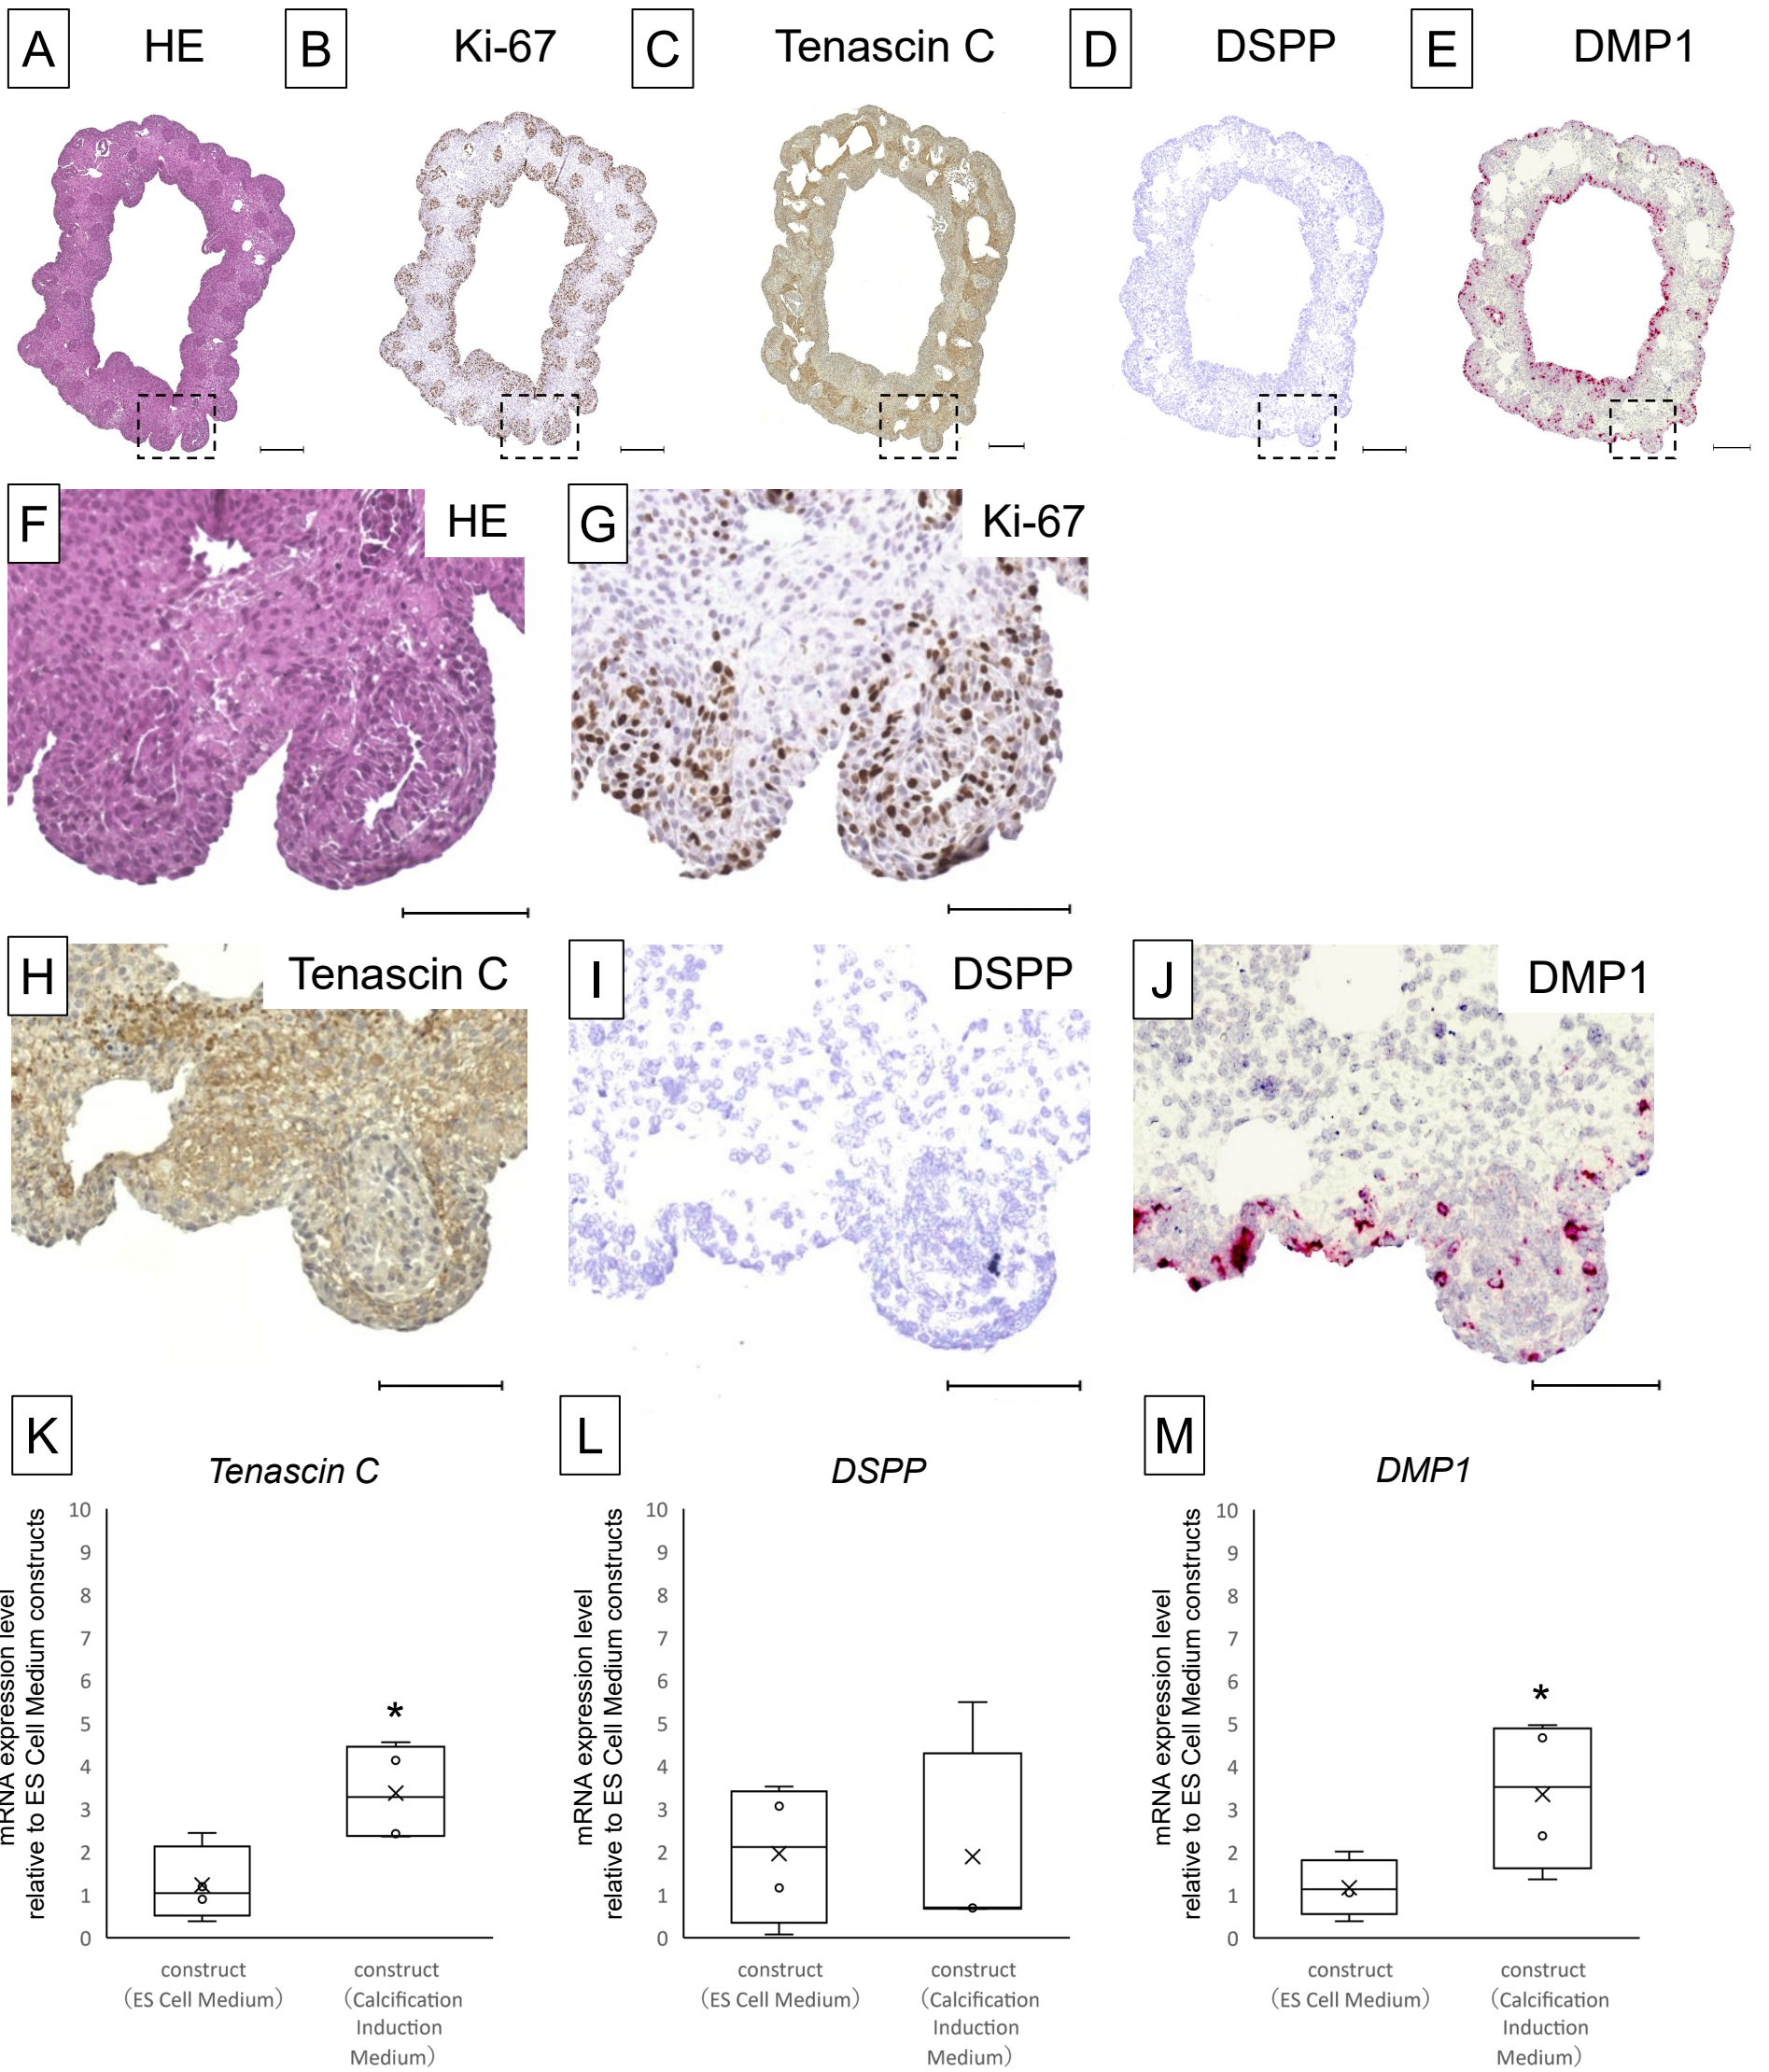 A HE B Ki-67 C Tenascin C D DSPP E DMP1
F HE G Ki-67
H Tenascin C I DSPP J DMP1
K L M
Tenascin C DSPP DMP1
mRNA expression level
relative to ES Cell Medium constructs
10
9
8
7
6
5
4
3
2
1
0
*
construct
(ES Cell Medium)
construct
(Calcification
Induction
Medium)
mRNA expression level
relative to ES Cell Medium constructs
10
9
8
7
6
5
4
3
2
1
0
construct
(ES Cell Medium)
construct
(Calcification
Induction
Medium)
mRNA expression level
relative to ES Cell Medium constructs
10
9
8
7
6
5
4
3
2
1
0
*
construct
(ES Cell Medium)
construct
(Calcification
Induction
Medium)